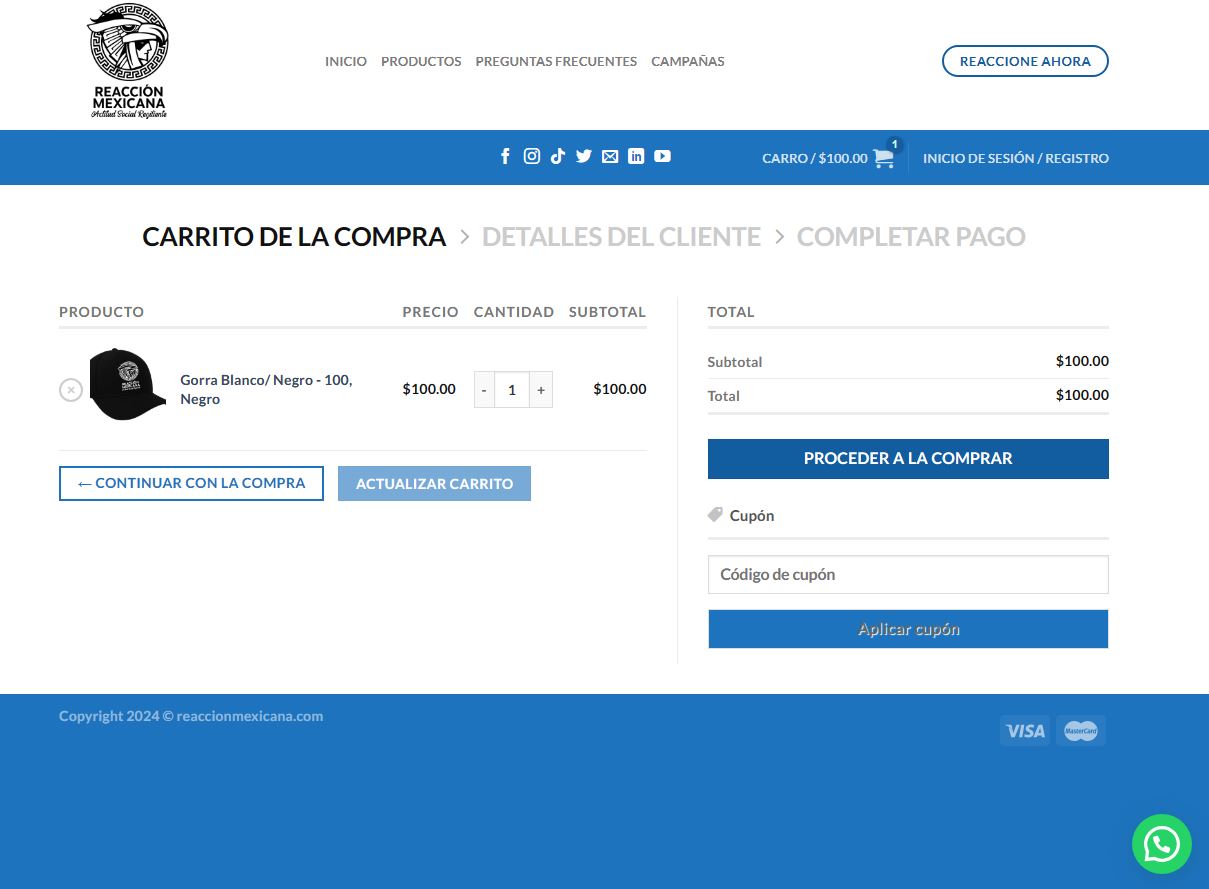 REACCIÓN
MEXICANA
Actitud Social Resiliente
INICIO PRODUCTOS PREGUNTAS FRECUENTES CAMPAÑAS
REACCIONE AHORA
CARRO / $100.00 1
INICIO DE SESIÓN / REGISTRO
CARRITO DE LA COMPRA > DETALLES DEL CLIENTE > COMPLETAR PAGO
PRODUCTO PRECIO CANTIDAD SUBTOTAL
× Gorra Blanco/ Negro - 100,
Negro
$100.00 - 1 + $100.00
← CONTINUAR CON LA COMPRA ACTUALIZAR CARRITO
TOTAL
Subtotal $100.00
Total $100.00
PROCEDER A LA COMPRAR
Cupón
Código de cupón
Aplicar cupón
Copyright 2024 © reaccionmexicana.com
VISA MasterCard